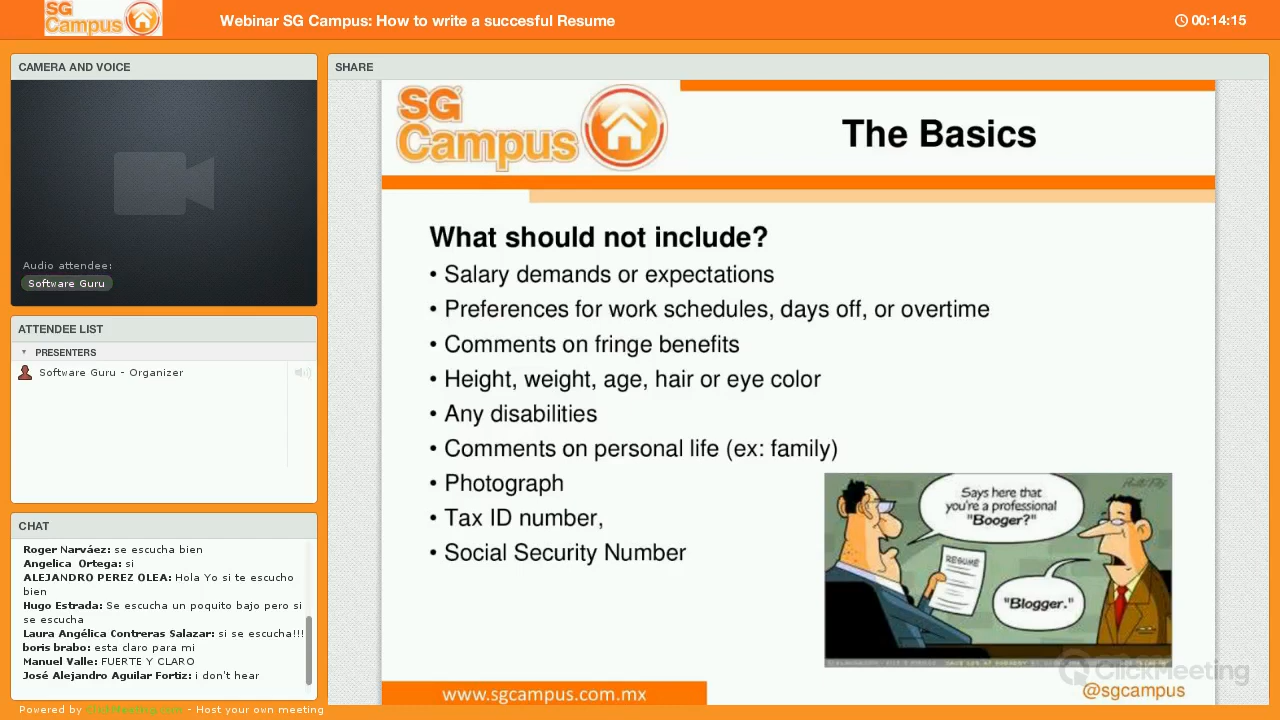 SG
Campus
Webinar SG Campus: How to write a succesful Resume
00:14:15
CAMERA AND VOICE
Audio attendee:
Software Guru
ATTENDEE LIST
PRESENTERS
Software Guru - Organizer
CHAT
Roger Narváez: se escucha bien
Angelica Ortega: si
ALEJANDRO PEREZ OLEA: Hola Yo si te escucho
bien
Hugo Estrada: Se escucha un poquito bajo pero si
se escucha
Laura Angélica Contreras Salazar: si se escucha!!!
boris brabo: esta claro para mi
Manuel Valle: FUERTE Y CLARO
José Alejandro Aguilar Fortiz: i don't hear
Powered by ClickMeeting.com - Host your own meeting
SHARE
SG
Campus
The Basics
What should not include?
• Salary demands or expectations
• Preferences for work schedules, days off, or overtime
• Comments on fringe benefits
• Height, weight, age, hair or eye color
• Any disabilities
• Comments on personal life (ex: family)
• Photograph
• Tax ID number,
• Social Security Number
Says here that
you're a professional
"Booger?"
RESUME
"Blogger."
ClickMeeting
www.sgcampus.com.mx
@sgcampus